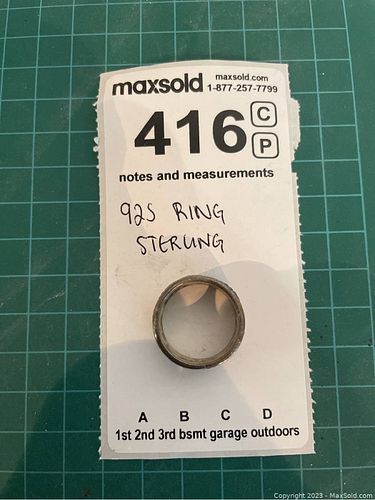 maxsold maxsold.com
1-877-257-7799
416 C
P
notes and measurements
925 RING
STERLING
A B C D
1st 2nd 3rd bsmt garage outdoors
Copyright 2023 - MaxSold.com